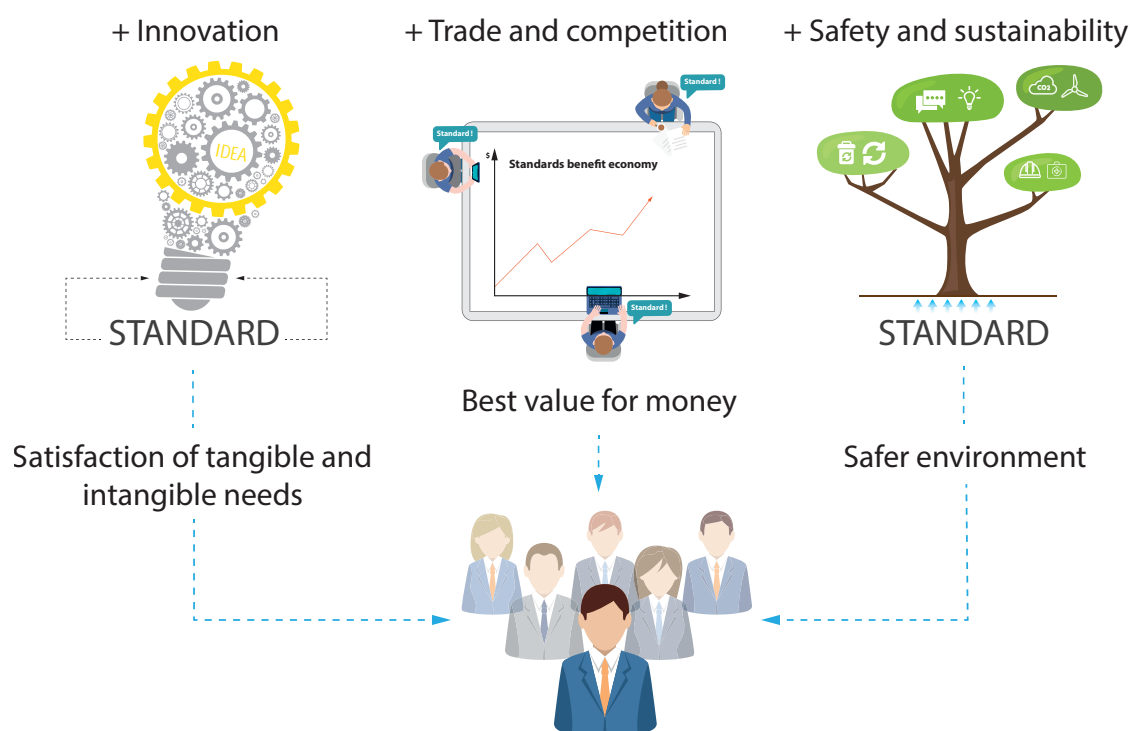 + Innovation
+ Trade and competition
+ Safety and sustainability
IDEA
Standard !
Standard !
$
Standards benefit economy
Standard !
CO2
STANDARD
STANDARD
Best value for money
Satisfaction of tangible and
intangible needs
Safer environment